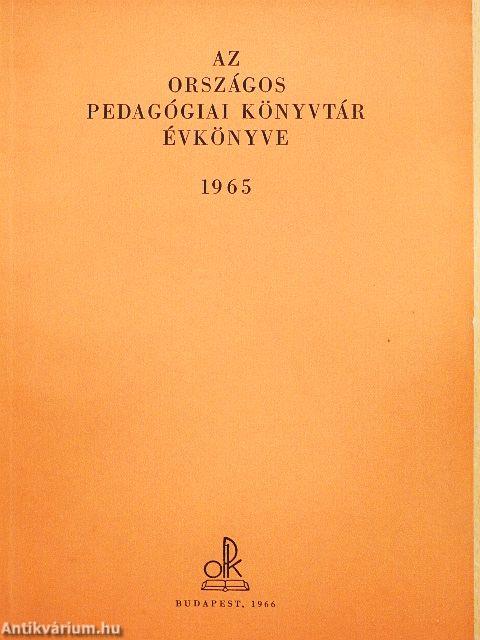 AZ
ORSZÁGOS
PEDAGÓGIAI KÖNYVTÁR
ÉVKÖNYVE
1965
OPK
BUDAPEST, 1966
Antikvárium.hu